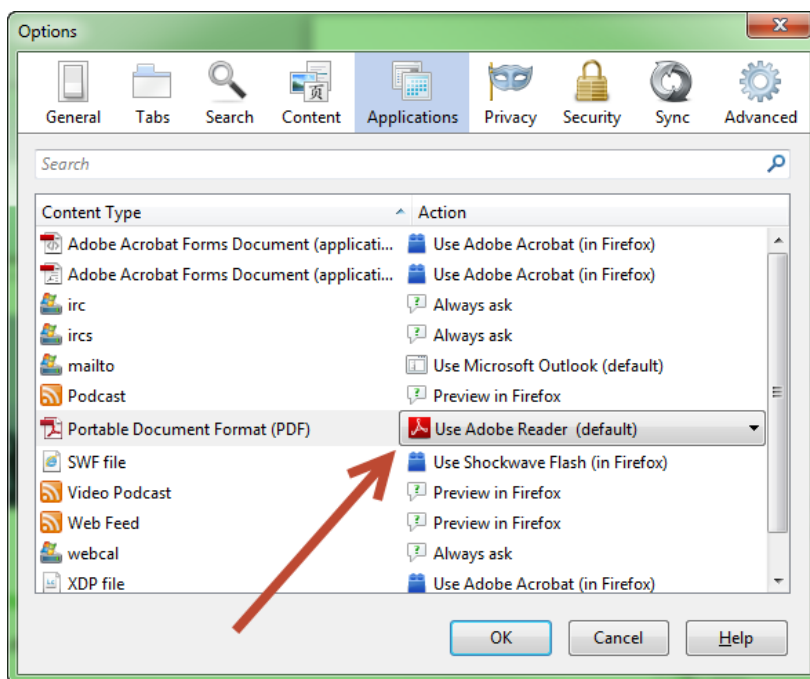 Options
General Tabs Search Content Applications Privacy Security Sync Advanced
Search
Content Type Action
Adobe Acrobat Forms Document (applicati... Use Adobe Acrobat (in Firefox)
Adobe Acrobat Forms Document (applicati... Use Adobe Acrobat (in Firefox)
irc Always ask
ircs Always ask
mailto Use Microsoft Outlook (default)
Podcast Preview in Firefox
Portable Document Format (PDF) Use Adobe Reader (default)
SWF file Use Shockwave Flash (in Firefox)
Video Podcast Preview in Firefox
Web Feed Preview in Firefox
webcal Always ask
XDP file Use Adobe Acrobat (in Firefox)
OK Cancel Help